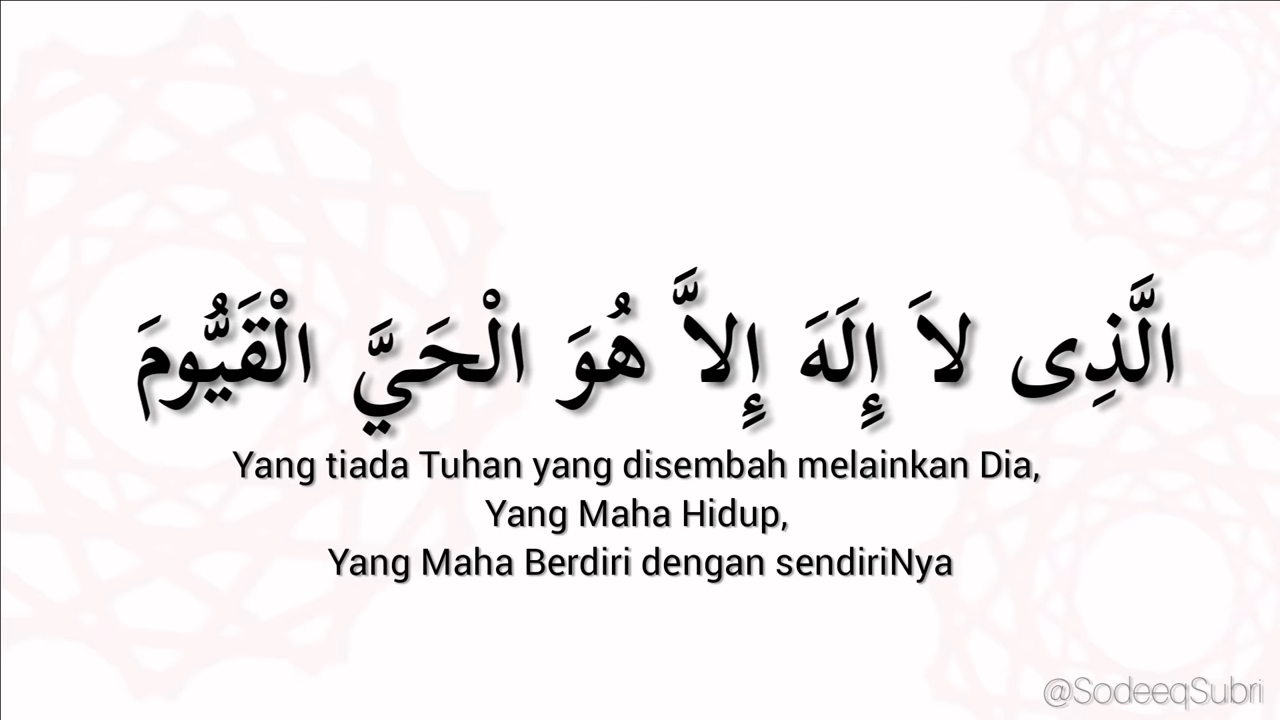 الَّذِى لاَ إِلَهَ إِلاَّ هُوَ الْحَيَّ الْقَيُّومَ
Yang tiada Tuhan yang disembah melainkan Dia,
Yang Maha Hidup,
Yang Maha Berdiri dengan sendiriNya
@SodeeqSubri